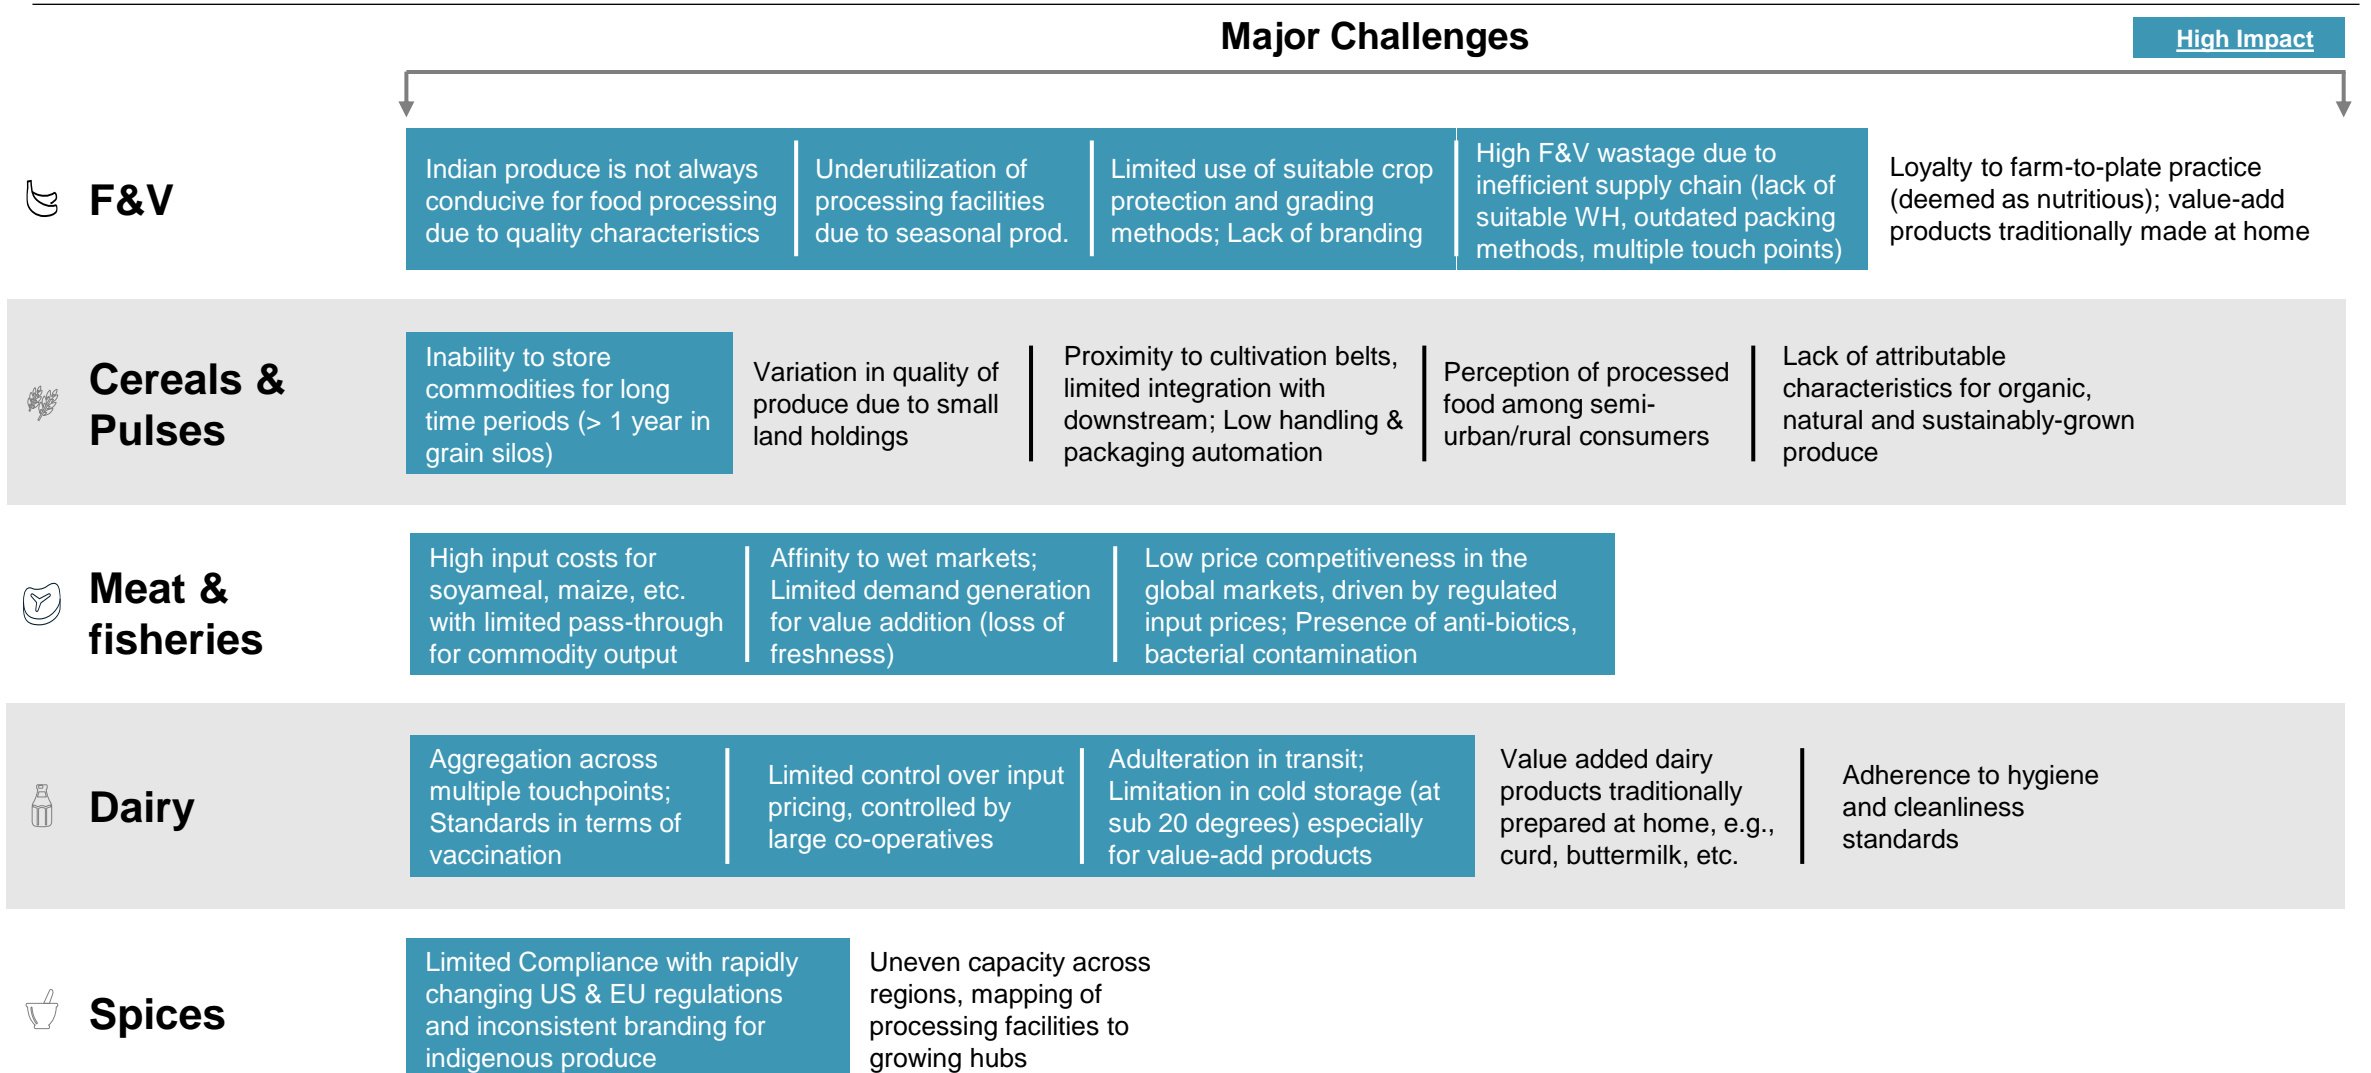 Major Challenges
High Impact
F&V
Indian produce is not always
conducive for food processing
due to quality characteristics
Underutilization of
processing facilities
due to seasonal prod.
Limited use of suitable crop
protection and grading
methods; Lack of branding
High F&V wastage due to
inefficient supply chain (lack of
suitable WH, outdated packing
methods, multiple touch points)
Loyalty to farm-to-plate practice
(deemed as nutritious); value-add
products traditionally made at home
Cereals &
Pulses
Inability to store
commodities for long
time periods (> 1 year in
grain silos)
Variation in quality of
produce due to small
land holdings
Proximity to cultivation belts,
limited integration with
downstream; Low handling &
packaging automation
Perception of processed
food among semi-
urban/rural consumers
Lack of attributable
characteristics for organic,
natural and sustainably-grown
produce
Meat &
fisheries
High input costs for
soyameal, maize, etc.
with limited pass-through
for commodity output
Affinity to wet markets;
Limited demand generation
for value addition (loss of
freshness)
Low price competitiveness in the
global markets, driven by regulated
input prices; Presence of anti-biotics,
bacterial contamination
Dairy
Aggregation across
multiple touchpoints;
Standards in terms of
vaccination
Limited control over input
pricing, controlled by
large co-operatives
Adulteration in transit;
Limitation in cold storage (at
sub 20 degrees) especially
for value-add products
Value added dairy
products traditionally
prepared at home, e.g.,
curd, buttermilk, etc.
Adherence to hygiene
and cleanliness
standards
Spices
Limited Compliance with rapidly
changing US & EU regulations
and inconsistent branding for
indigenous produce
Uneven capacity across
regions, mapping of
processing facilities to
growing hubs